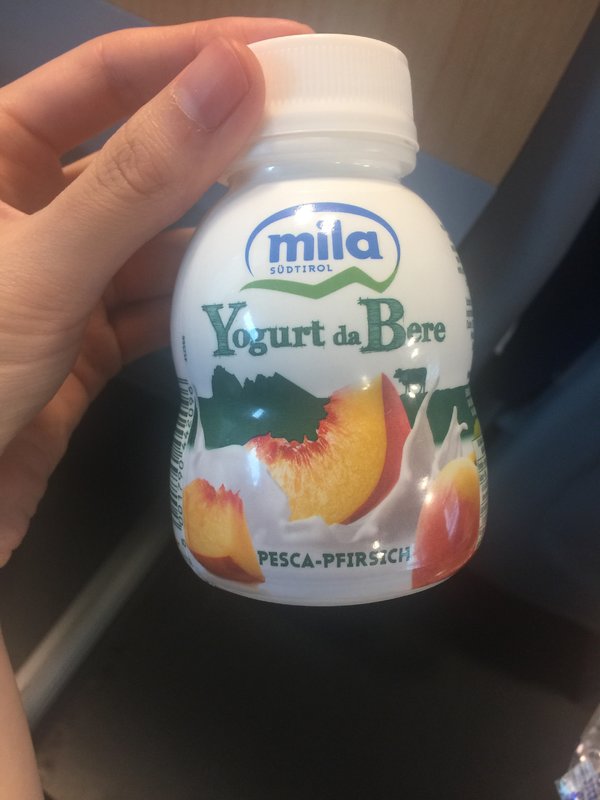 mila
SÜDTIROL
Yogurt da Bere
PESCA-PFIRSICH